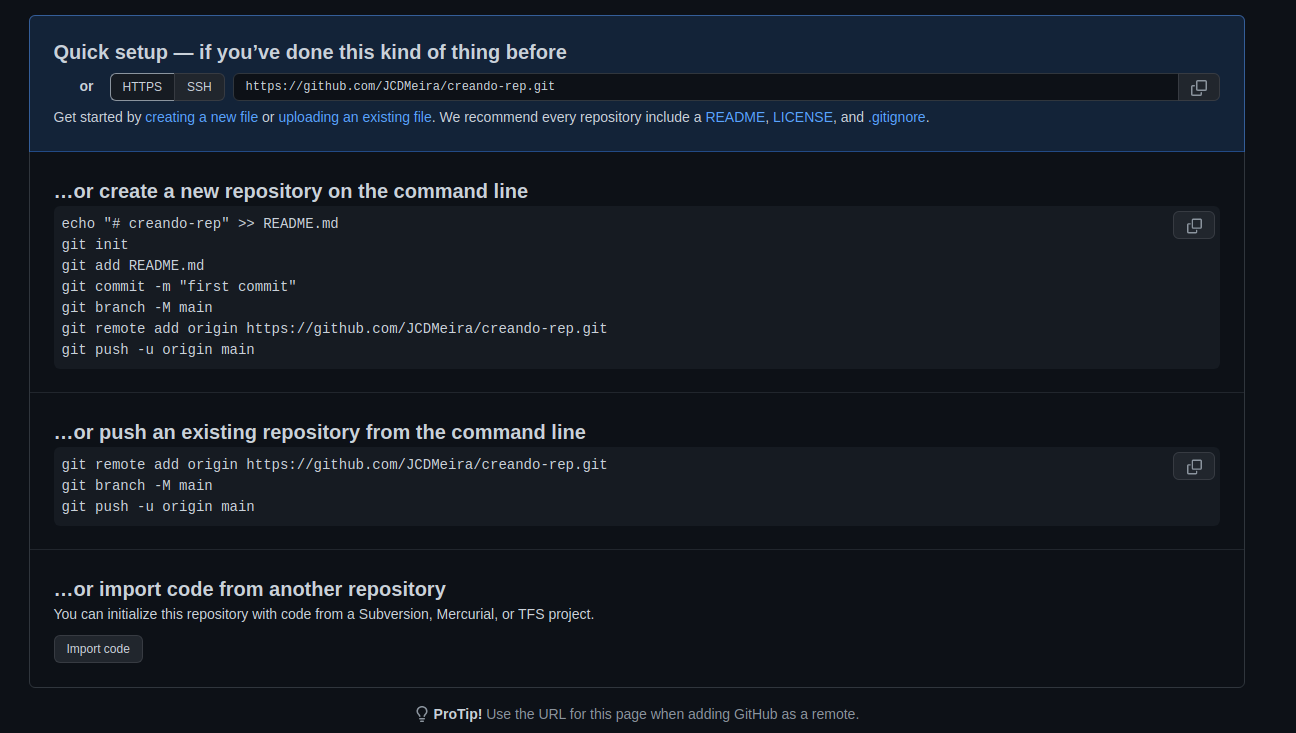 Quick setup — if you’ve done this kind of thing before
or HTTPS SSH https://github.com/JCDMeira/creando-rep.git
Get started by creating a new file or uploading an existing file. We recommend every repository include a README, LICENSE, and .gitignore.
…or create a new repository on the command line
echo "# creando-rep" >> README.md
git init
git add README.md
git commit -m "first commit"
git branch -M main
git remote add origin https://github.com/JCDMeira/creando-rep.git
git push -u origin main
…or push an existing repository from the command line
git remote add origin https://github.com/JCDMeira/creando-rep.git
git branch -M main
git push -u origin main
…or import code from another repository
You can initialize this repository with code from a Subversion, Mercurial, or TFS project.
Import code
ProTip! Use the URL for this page when adding GitHub as a remote.